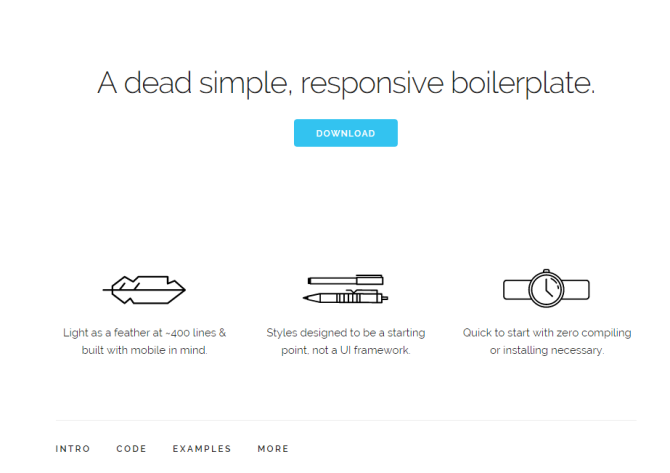 A dead simple, responsive boilerplate.
DOWNLOAD
Light as a feather at ~400 lines &
built with mobile in mind.
Styles designed to be a starting
point, not a UI framework.
Quick to start with zero compiling
or installing necessary.
INTRO CODE EXAMPLES MORE